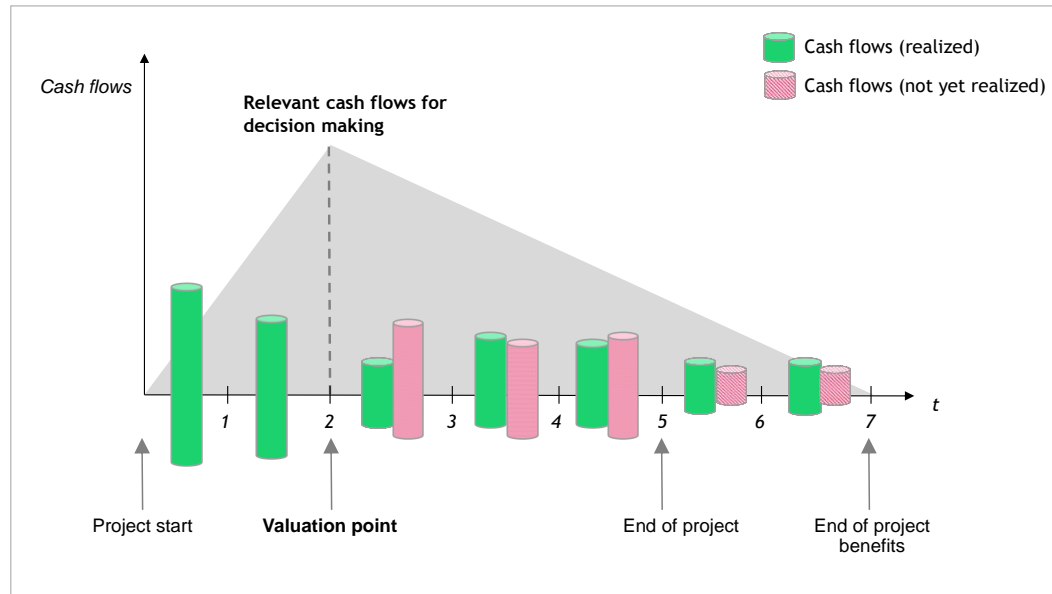 Cash flows (realized)
Cash flows (not yet realized)
Cash flows
Relevant cash flows for
decision making
t
1
2
3
4
5
6
7
Project start
Valuation point
End of project
End of project
benefits